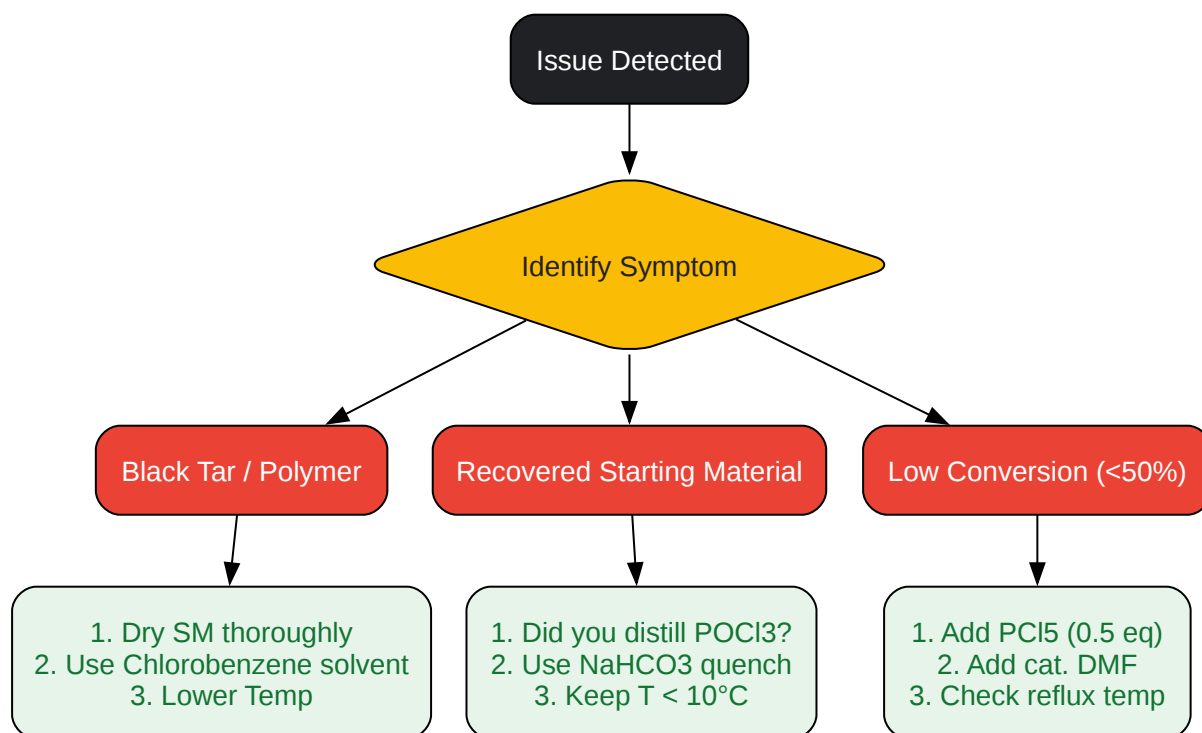 Issue Detected
Identify Symptom
Black Tar / Polymer
Recovered Starting Material
Low Conversion (<50%)
1. Dry SM thoroughly
2. Use Chlorobenzene solvent
3. Lower Temp
1. Did you distill POCl3?
2. Use NaHCO3 quench
3. Keep T < 10°C
1. Add PCl5 (0.5 eq)
2. Add cat. DMF
3. Check reflux temp